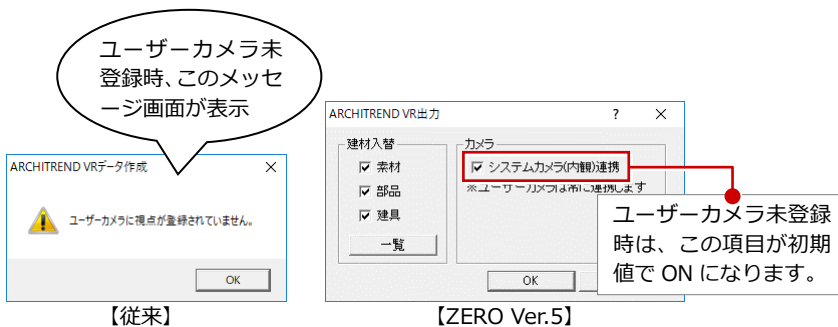 ユーザーカメラ未
登録時、このメッセ
ージ画面が表示
ARCHITREND VRデータ作成
ユーザーカメラに視点が登録されていません。
OK
【従来】
ARCHITREND VR出力
?
建材入替
素材
部品
建具
一覧
カメラ
システムカメラ(内観)連携
※ユーザーカメラは常に連携します
OK
ユーザーカメラ未登録
時は、この項目が初期
値で ON になります。
【ZERO Ver.5】